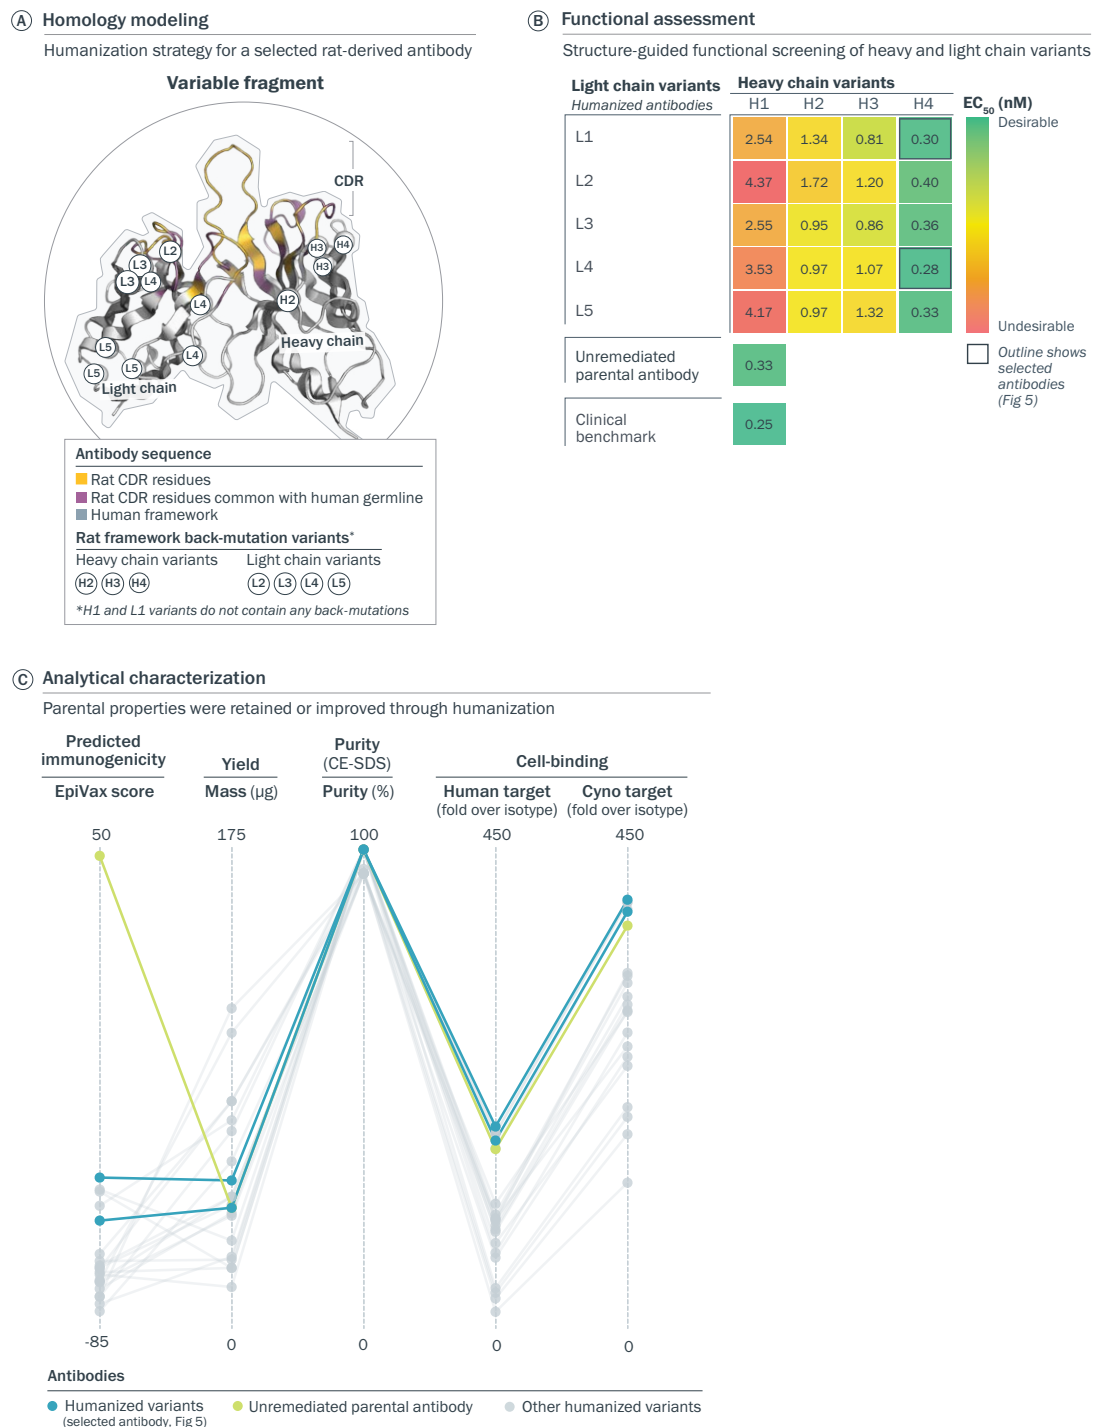 A Homology modeling
Humanization strategy for a selected rat-derived antibody
Variable fragment
CDR
L2
L3
L3
L4
L4
L4
L5
L5
L5
H2
H3
H3
H4
Heavy chain
Light chain
Antibody sequence
Rat CDR residues
Rat CDR residues common with human germline
Human framework
Rat framework back-mutation variants*
Heavy chain variants Light chain variants
H2 H3 H4 L2 L3 L4 L5
*H1 and L1 variants do not contain any back-mutations
B Functional assessment
Structure-guided functional screening of heavy and light chain variants
Light chain variants Heavy chain variants
Humanized antibodies H1 H2 H3 H4
L1 2.54 1.34 0.81 0.30
L2 4.37 1.72 1.20 0.40
L3 2.55 0.95 0.86 0.36
L4 3.53 0.97 1.07 0.28
L5 4.17 0.97 1.32 0.33
Unremediated
parental antibody 0.33
Clinical
benchmark 0.25
EC50 (nM)
Desirable
Undesirable
Outline shows
selected
antibodies
(Fig 5)
C Analytical characterization
Parental properties were retained or improved through humanization
Predicted
immunogenicity
EpiVax score
Yield
Mass (µg)
Purity
(CE-SDS)
Purity (%)
Cell-binding
Human target
(fold over isotype)
Cyno target
(fold over isotype)
50 175 100 450 450
-85 0 0 0 0
Antibodies
Humanized variants
(selected antibody, Fig 5)
Unremediated parental antibody
Other humanized variants